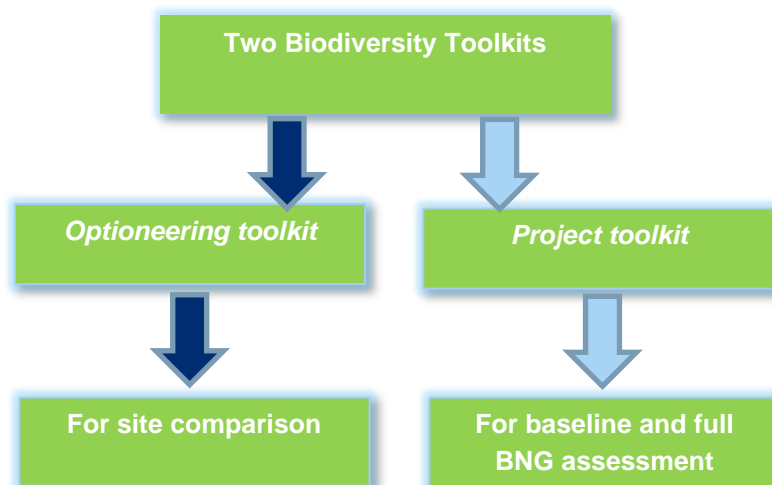 Two Biodiversity Toolkits
Optioneering toolkit
Project toolkit
For site comparison
For baseline and full
BNG assessment